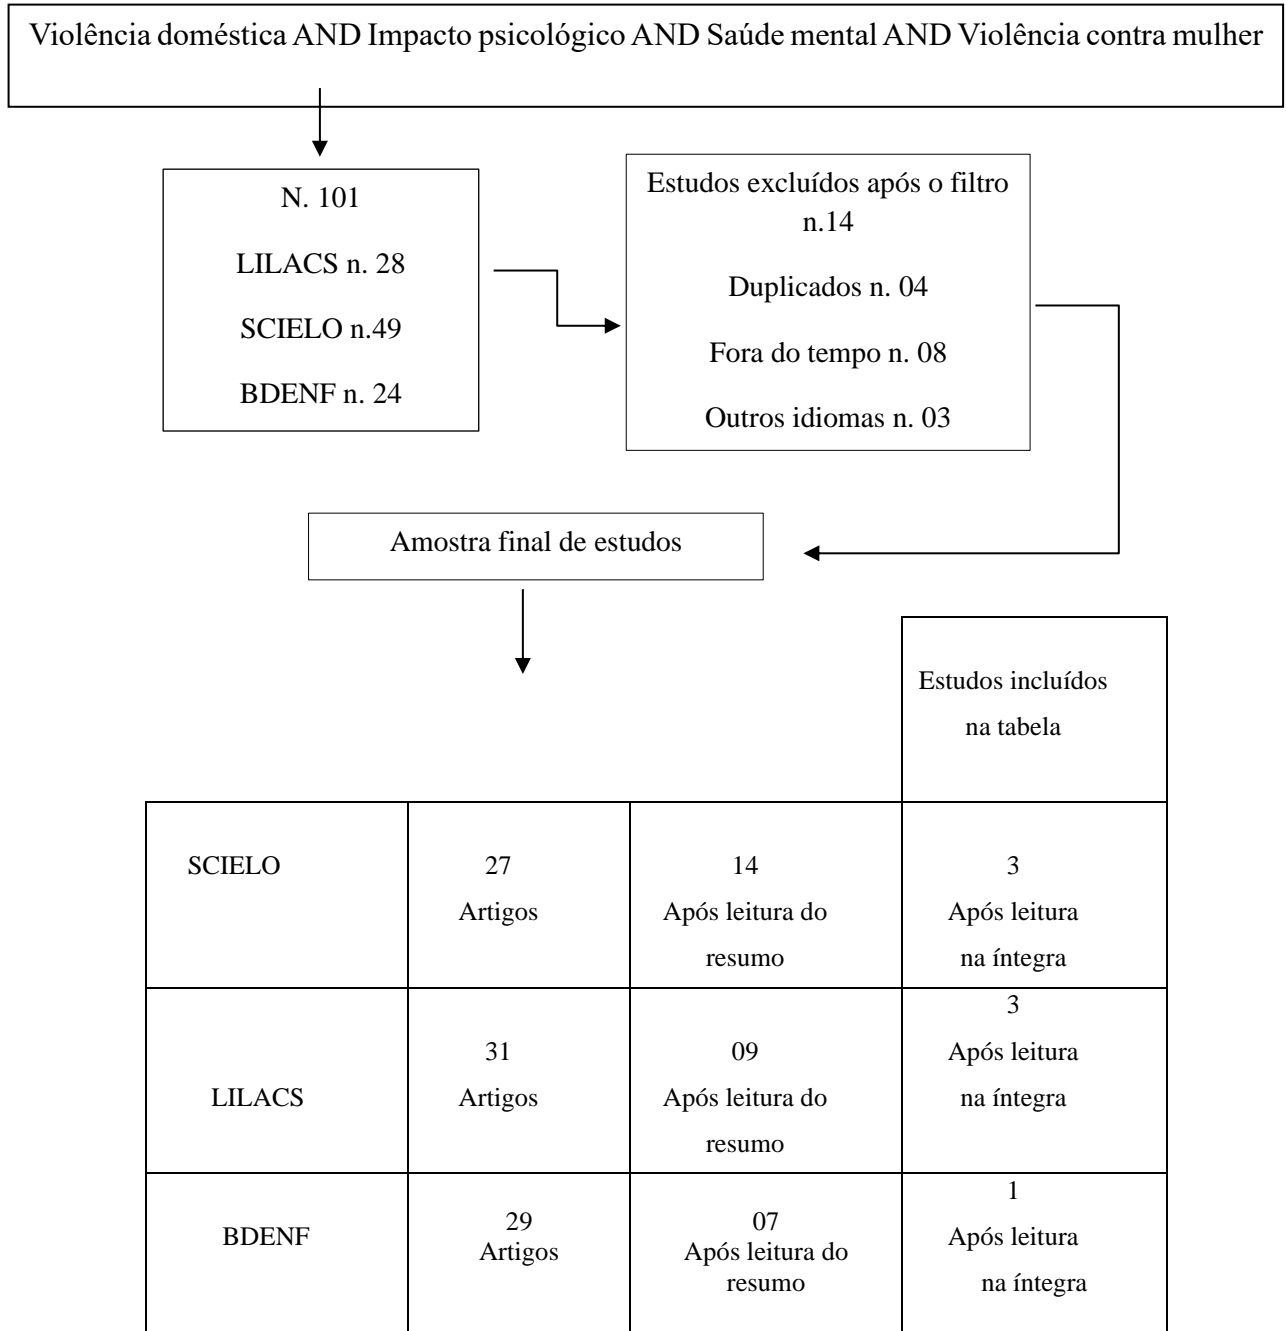 Violência doméstica AND Impacto psicológico AND Saúde mental AND Violência contra mulher
N. 101
LILACS n. 28
SCIELO n.49
BDENF n. 24
Estudos excluídos após o filtro
n.14
Duplicados n. 04
Fora do tempo n. 08
Outros idiomas n. 03
Amostra final de estudos
Estudos incluídos
na tabela
SCIELO
27
Artigos
14
Após leitura do
resumo
3
Após leitura
na íntegra
LILACS
31
Artigos
09
Após leitura do
resumo
3
Após leitura
na íntegra
BDENF
29
Artigos
07
Após leitura do
resumo
1
Após leitura
na íntegra